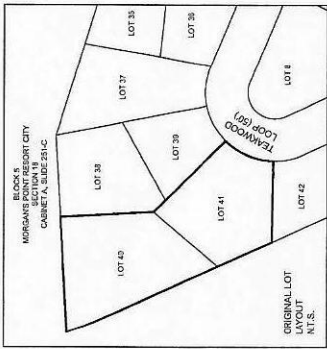 BLOCK 5
MORGAN'S POINT RESORT CITY
SECTION 18
CABINET A, SLIDE 251-C
LOT 35
LOT 36
LOT 37
LOT 38
LOT 39
LOT 40
LOT 41
LOT 42
LOT 8
TEAKWOOD
LOOP (50')
ORIGINAL LOT
LAYOUT
N.T.S.